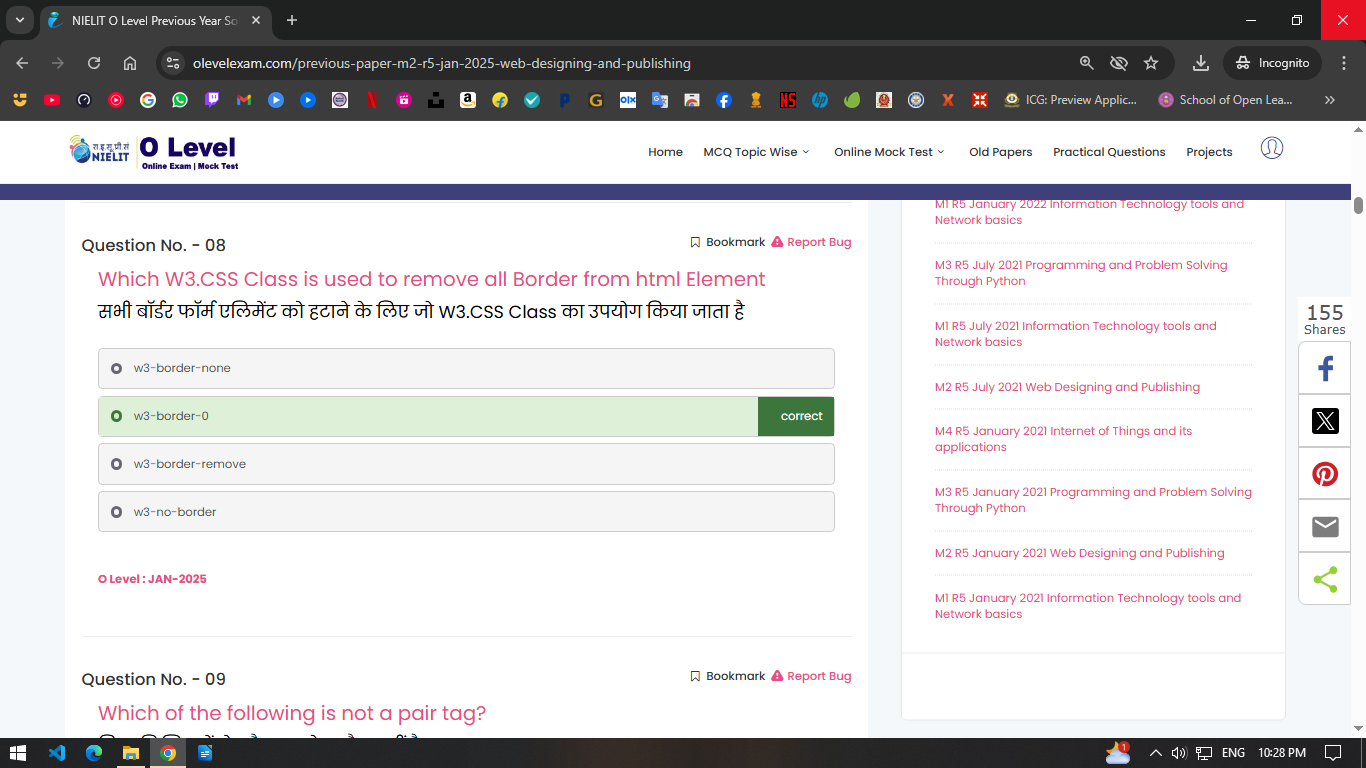 NIELIT O Level Previous Year So
olevelexam.com/previous-paper-m2-r5-jan-2025-web-designing-and-publishing
Incognito
ICG: Preview Applic...
School of Open Lea...
NIELIT
O Level
Online Exam | Mock Test
Home
MCQ Topic Wise
Online Mock Test
Old Papers
Practical Questions
Projects
Question No. - 08
Bookmark
Report Bug
Which W3.CSS Class is used to remove all Border from html Element
सभी बॉर्डर फॉर्म एलिमेंट को हटाने के लिए जो W3.CSS Class का उपयोग किया जाता है
w3-border-none
w3-border-0
correct
w3-border-remove
w3-no-border
O Level : JAN-2025
Question No. - 09
Bookmark
Report Bug
Which of the following is not a pair tag?
M1 R5 January 2022 Information Technology tools and
Network basics
M3 R5 July 2021 Programming and Problem Solving
Through Python
M1 R5 July 2021 Information Technology tools and
Network basics
M2 R5 July 2021 Web Designing and Publishing
M4 R5 January 2021 Internet of Things and its
applications
M3 R5 January 2021 Programming and Problem Solving
Through Python
M2 R5 January 2021 Web Designing and Publishing
M1 R5 January 2021 Information Technology tools and
Network basics
155
Shares
1
ENG
10:28 PM